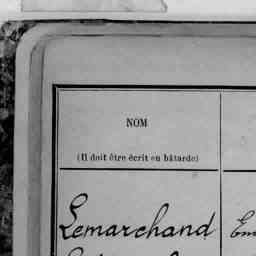 NOM
(Il doit être écrit en bâtarde)
Lemarchand